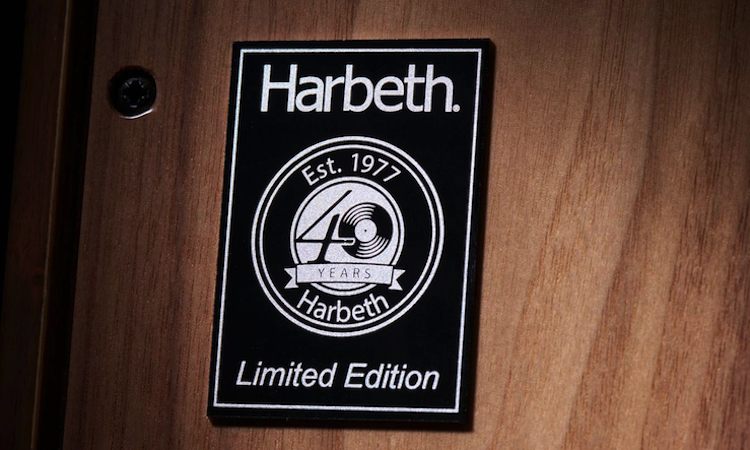 Harbeth.
Est. 1977
40
YEARS
Harbeth
Limited Edition